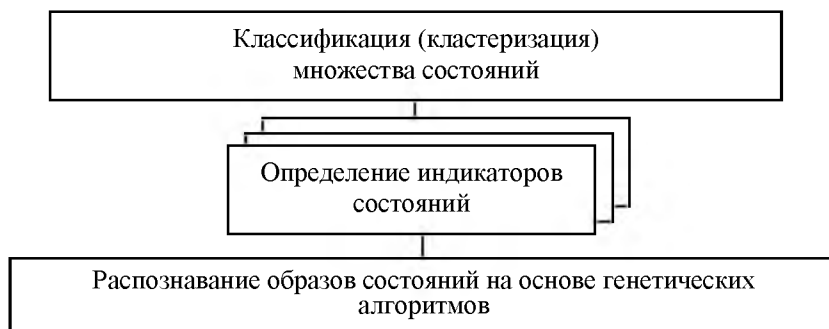 Классификация (кластеризация)
множества состояний
Определение индикаторов
состояний
Распознавание образов состояний на основе генетических
алгоритмов